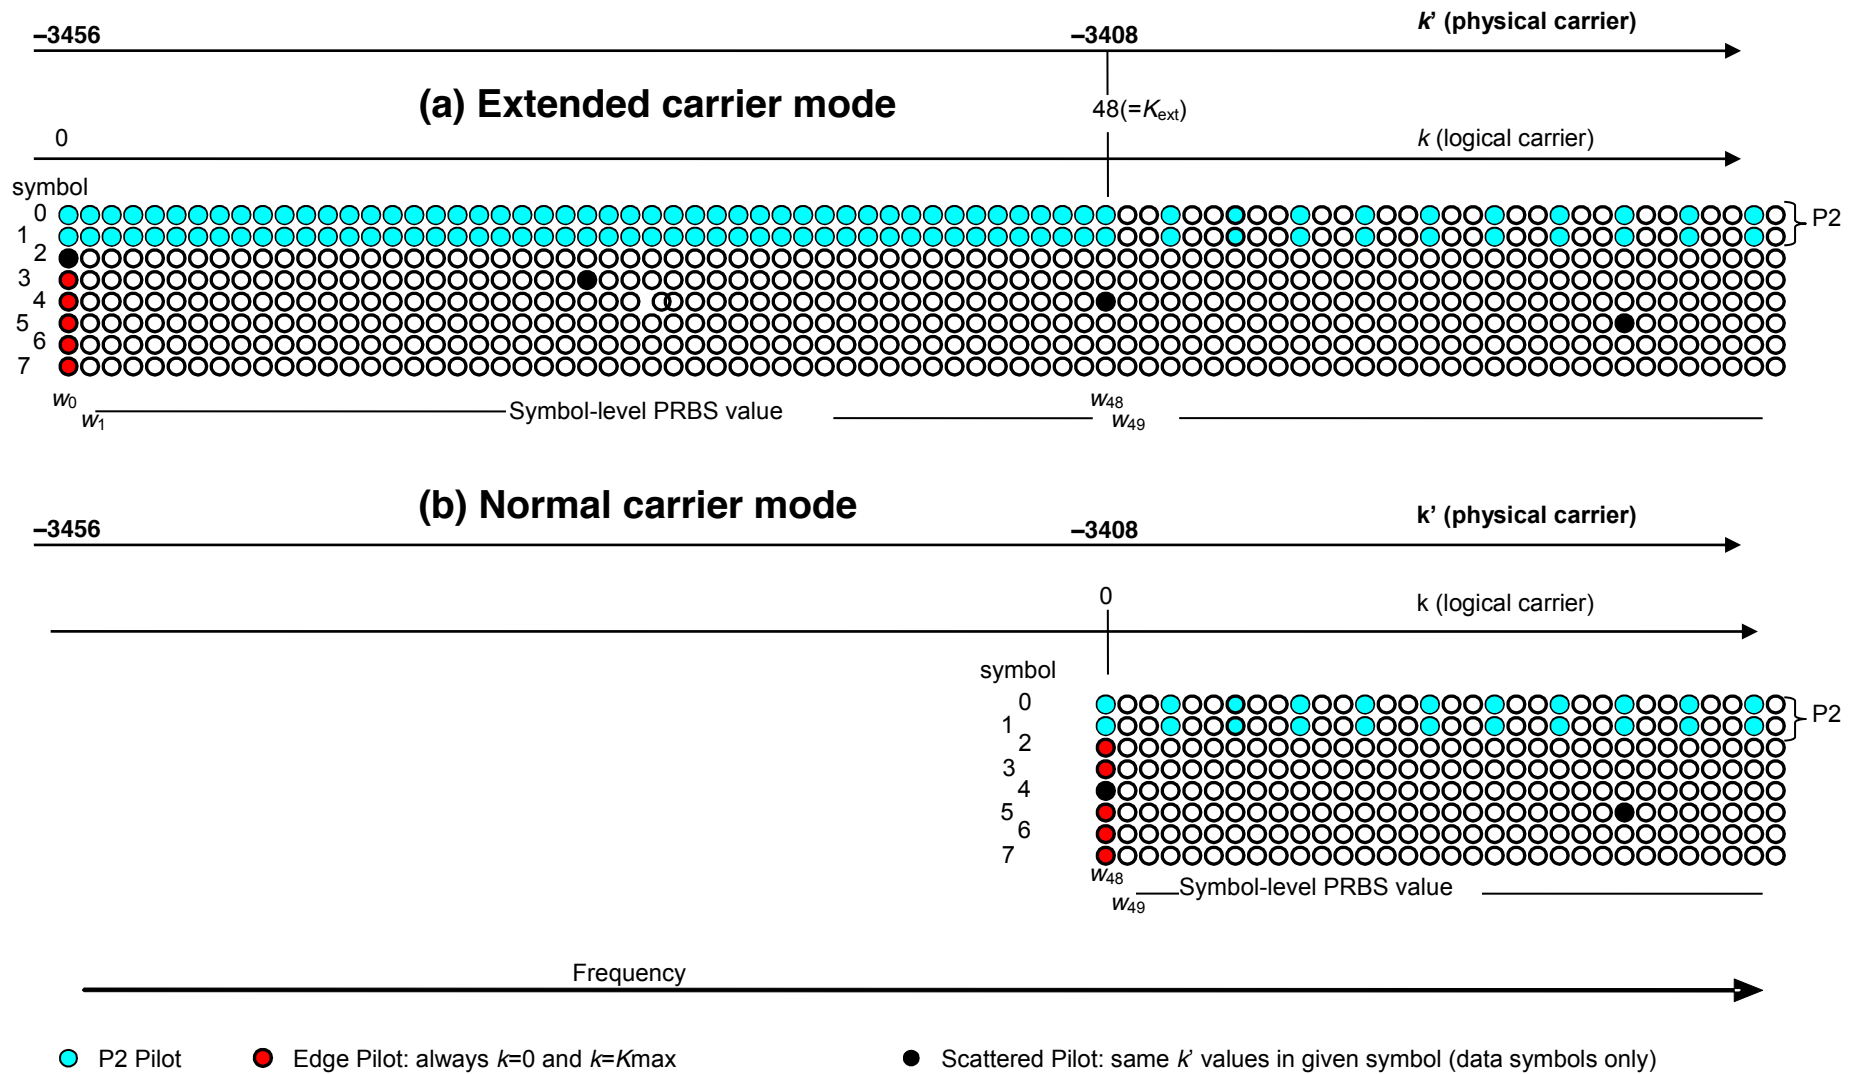 k’ (physical carrier)
–3456 –3408
(a) Extended carrier mode
48(=Kext)
0 k (logical carrier)
symbol
0 P2
1
2
3
4
5
6
7
w0 w48
w1 Symbol-level PRBS value w49
(b) Normal carrier mode
–3456 –3408 k’ (physical carrier)
0 k (logical carrier)
symbol
0
1 P2
2
3
4
5
6
7
w48
w49 Symbol-level PRBS value
Frequency
P2 Pilot Edge Pilot: always k=0 and k=Kmax Scattered Pilot: same k’ values in given symbol (data symbols only)